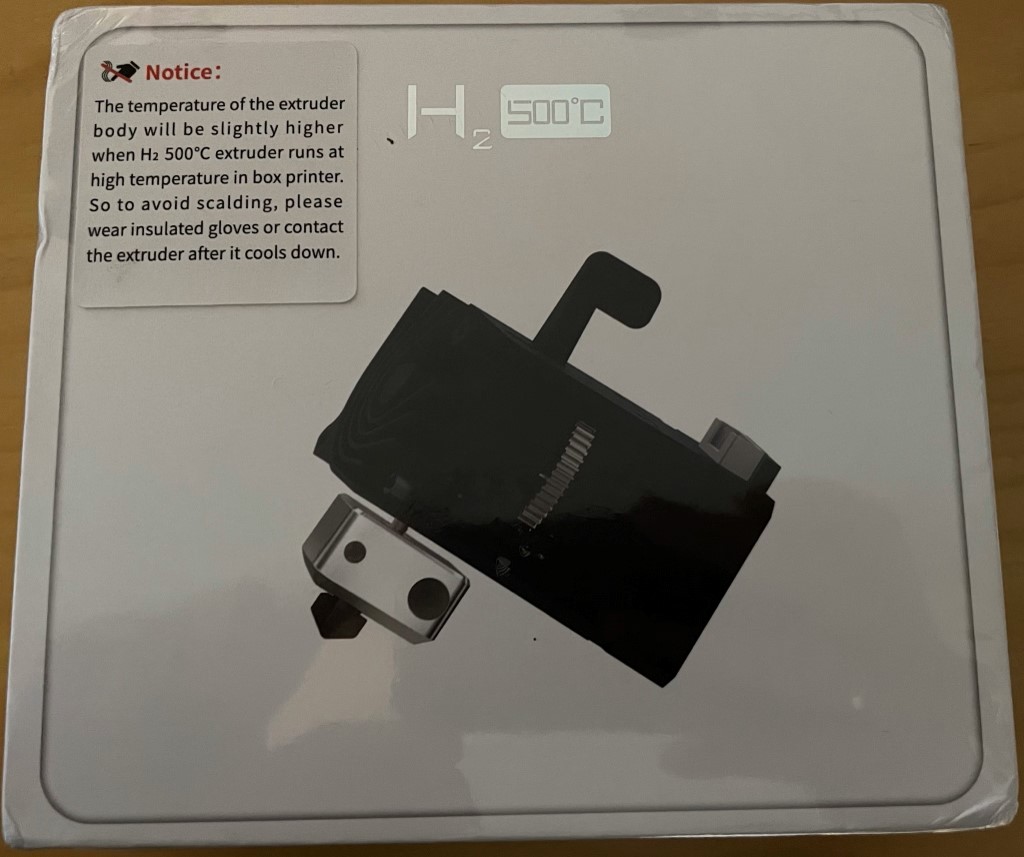 Notice:
The temperature of the extruder
body will be slightly higher
when H₂ 500°C extruder runs at
high temperature in box printer.
So to avoid scalding, please
wear insulated gloves or contact
the extruder after it cools down.
H₂ 500°C